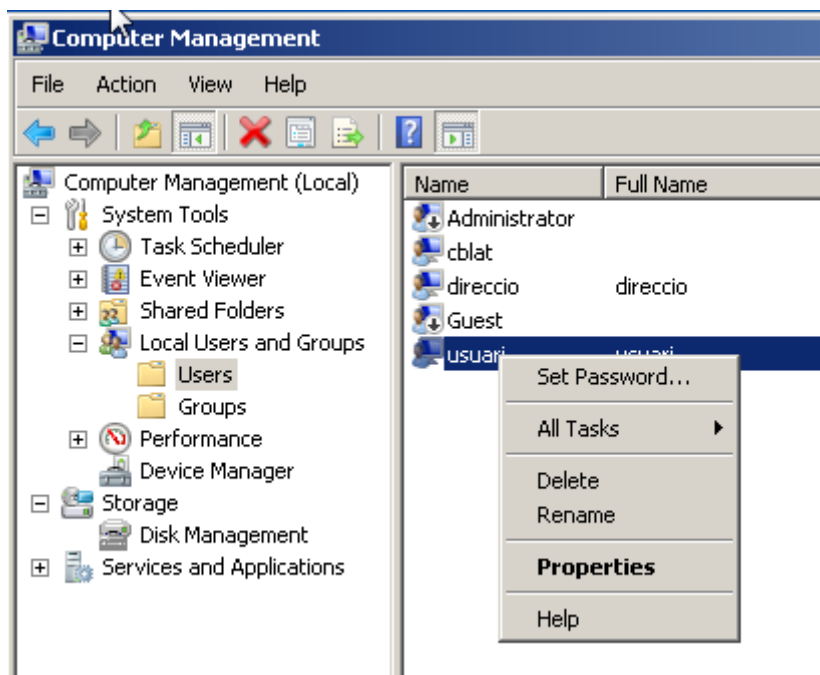 Computer Management
File Action View Help
Computer Management (Local)
System Tools
Task Scheduler
Event Viewer
Shared Folders
Local Users and Groups
Users
Groups
Performance
Device Manager
Storage
Disk Management
Services and Applications
Name Full Name
Administrator
cblat
direccio direccio
Guest
usuari usuari
Set Password...
All Tasks
Delete
Rename
Properties
Help